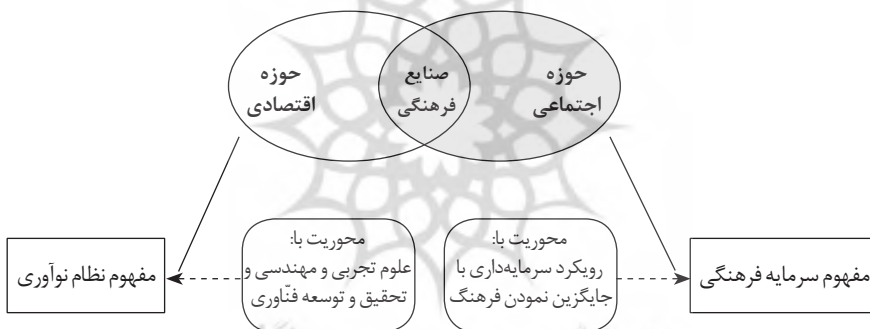 حوزه
اجتماعی
صنایع
فرهنگی
حوزه
اقتصادی
مفهوم سرمایه فرهنگی
محوریت با:
رویکرد سرمایه‌داری با
جایگزین نمودن فرهنگ
محوریت با:
علوم تجربی و مهندسی و
تحقیق و توسعه فنّاوری
مفهوم نظام نوآوری